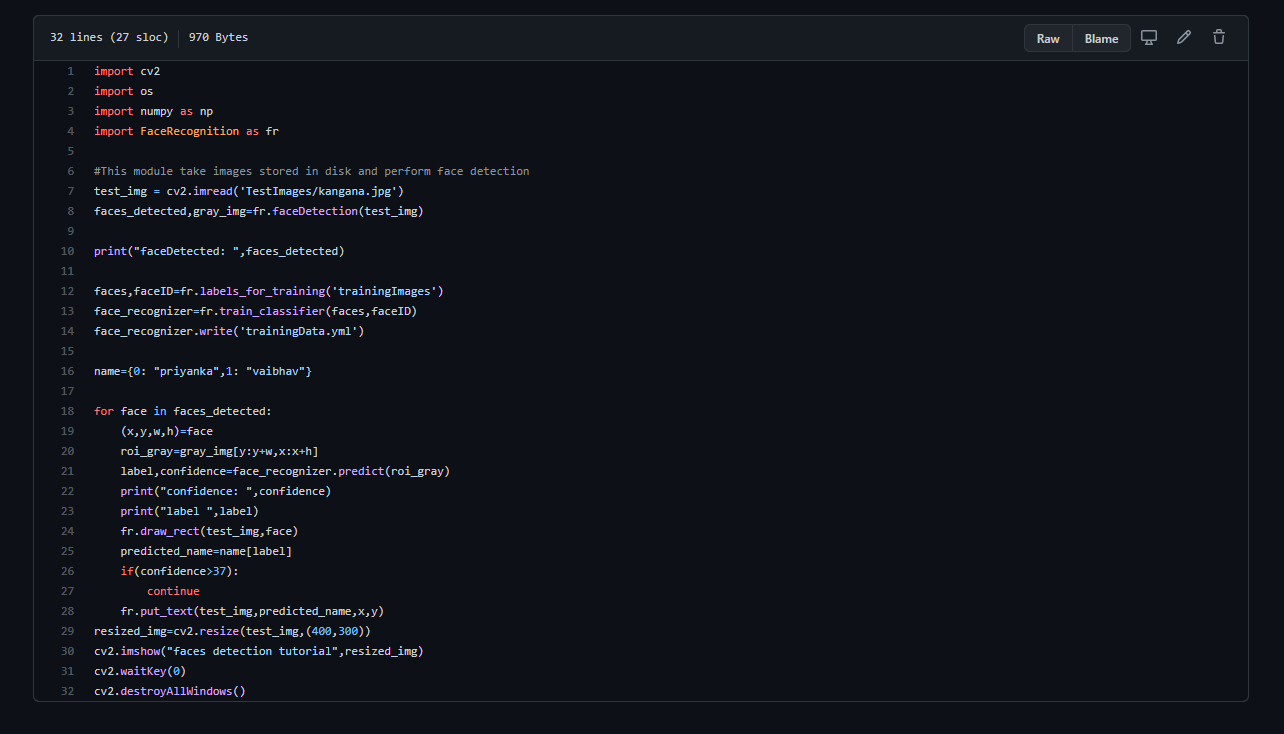 32 lines (27 sloc) 970 Bytes Raw Blame
1 import cv2
2 import os
3 import numpy as np
4 import FaceRecognition as fr
5
6 #This module take images stored in disk and perform face detection
7 test_img = cv2.imread('TestImages/kangana.jpg')
8 faces_detected,gray_img=fr.faceDetection(test_img)
9
10 print("faceDetected: ",faces_detected)
11
12 faces,faceID=fr.labels_for_training('trainingImages')
13 face_recognizer=fr.train_classifier(faces,faceID)
14 face_recognizer.write('trainingData.yml')
15
16 name={0: "priyanka",1: "vaibhav"}
17
18 for face in faces_detected:
19     (x,y,w,h)=face
20     roi_gray=gray_img[y:y+w,x:x+h]
21     label,confidence=face_recognizer.predict(roi_gray)
22     print("confidence: ",confidence)
23     print("label ",label)
24     fr.draw_rect(test_img,face)
25     predicted_name=name[label]
26     if(confidence>37):
27         continue
28     fr.put_text(test_img,predicted_name,x,y)
29 resized_img=cv2.resize(test_img,(400,300))
30 cv2.imshow("faces detection tutorial",resized_img)
31 cv2.waitKey(0)
32 cv2.destroyAllWindows()